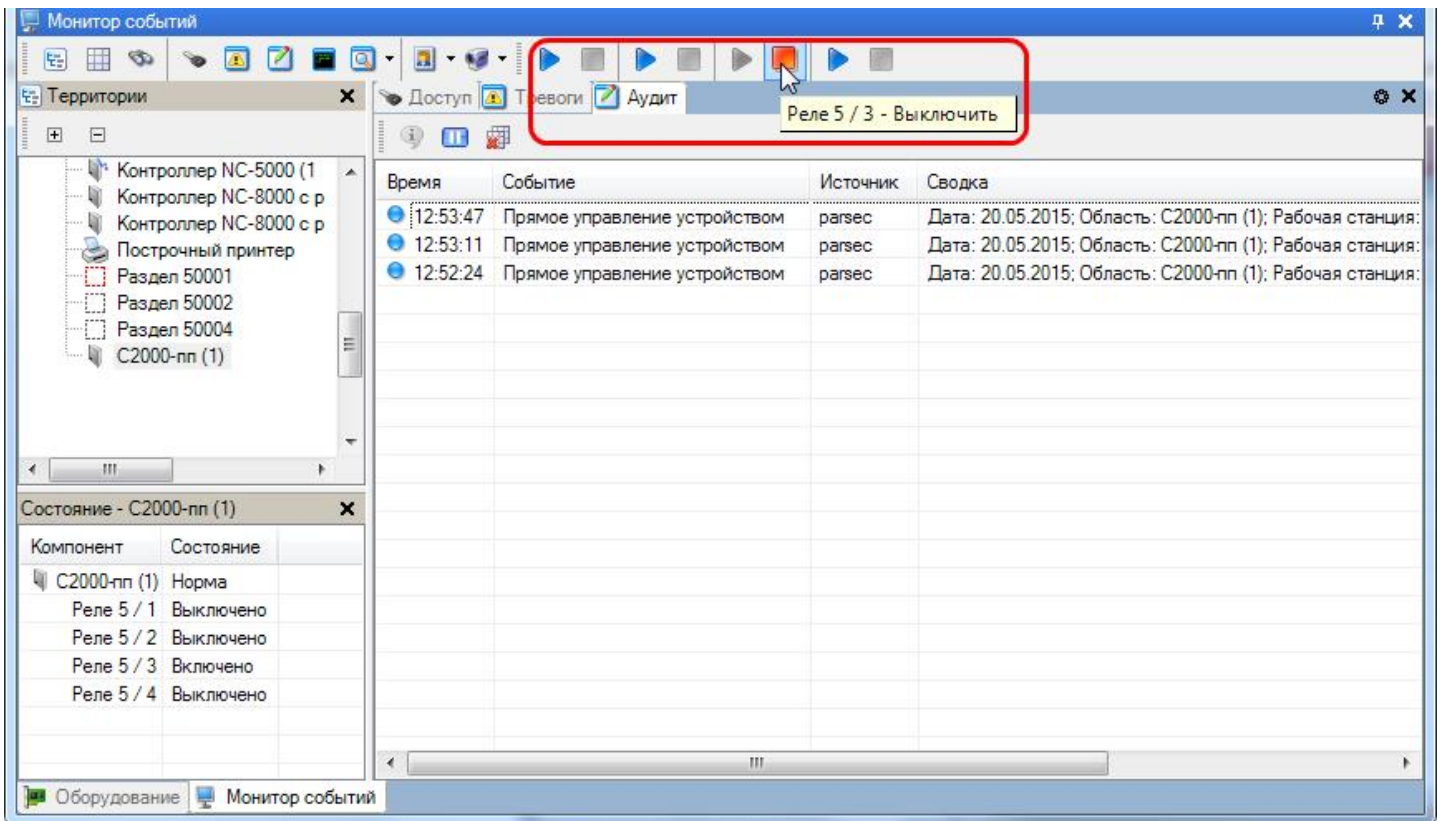 Монитор событий
Территории
Доступ Тревоги Аудит
Реле 5 / 3 - Выключить
Контроллер NC-5000 (1
Контроллер NC-8000 с р
Контроллер NC-8000 с р
Построчный принтер
Раздел 50001
Раздел 50002
Раздел 50004
С2000-пп (1)
Время Событие Источник Сводка
12:53:47 Прямое управление устройством parsec Дата: 20.05.2015; Область: С2000-пп (1); Рабочая станция:
12:53:11 Прямое управление устройством parsec Дата: 20.05.2015; Область: С2000-пп (1); Рабочая станция:
12:52:24 Прямое управление устройством parsec Дата: 20.05.2015; Область: С2000-пп (1); Рабочая станция:
Состояние - С2000-пп (1)
Компонент Состояние
С2000-пп (1) Норма
Реле 5 / 1 Выключено
Реле 5 / 2 Выключено
Реле 5 / 3 Включено
Реле 5 / 4 Выключено
Оборудование Монитор событий